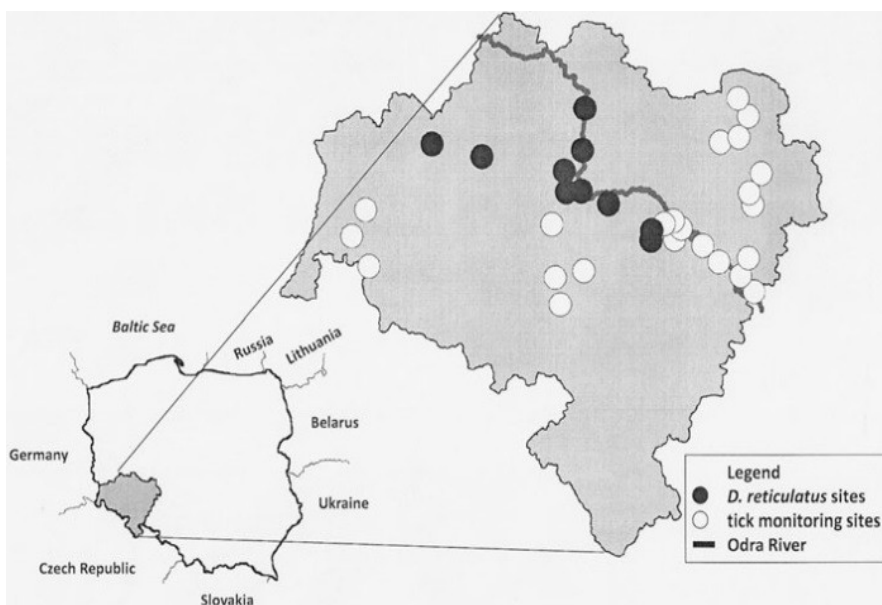 Baltic Sea
Russia
Lithuania
Belarus
Germany
Ukraine
Czech Republic
Slovakia
Legend
D. reticulatus sites
tick monitoring sites
Odra River